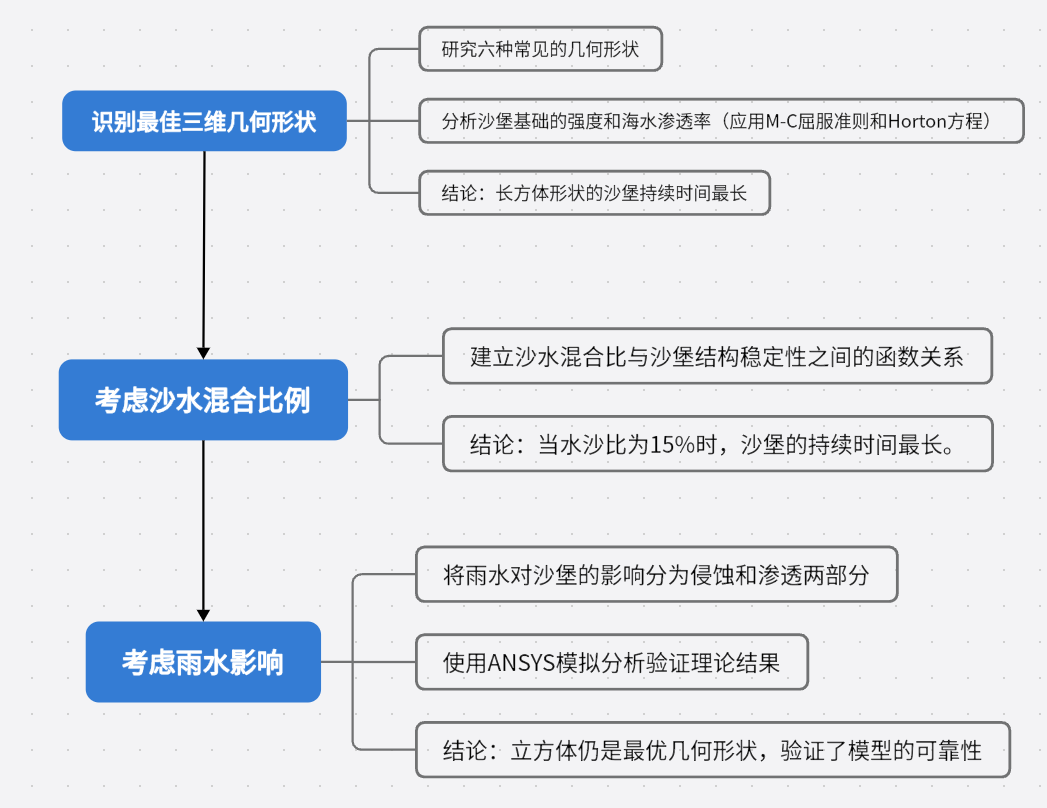 识别最佳三维几何形状
研究六种常见的几何形状
分析沙堡基础的强度和海水渗透率（应用M-C屈服准则和Horton方程）
结论：长方体形状的沙堡持续时间最长
考虑沙水混合比例
建立沙水混合比与沙堡结构稳定性之间的函数关系
结论：当水沙比为15%时，沙堡的持续时间最长。
考虑雨水影响
将雨水对沙堡的影响分为侵蚀和渗透两部分
使用ANSYS模拟分析验证理论结果
结论：立方体仍是最优几何形状，验证了模型的可靠性